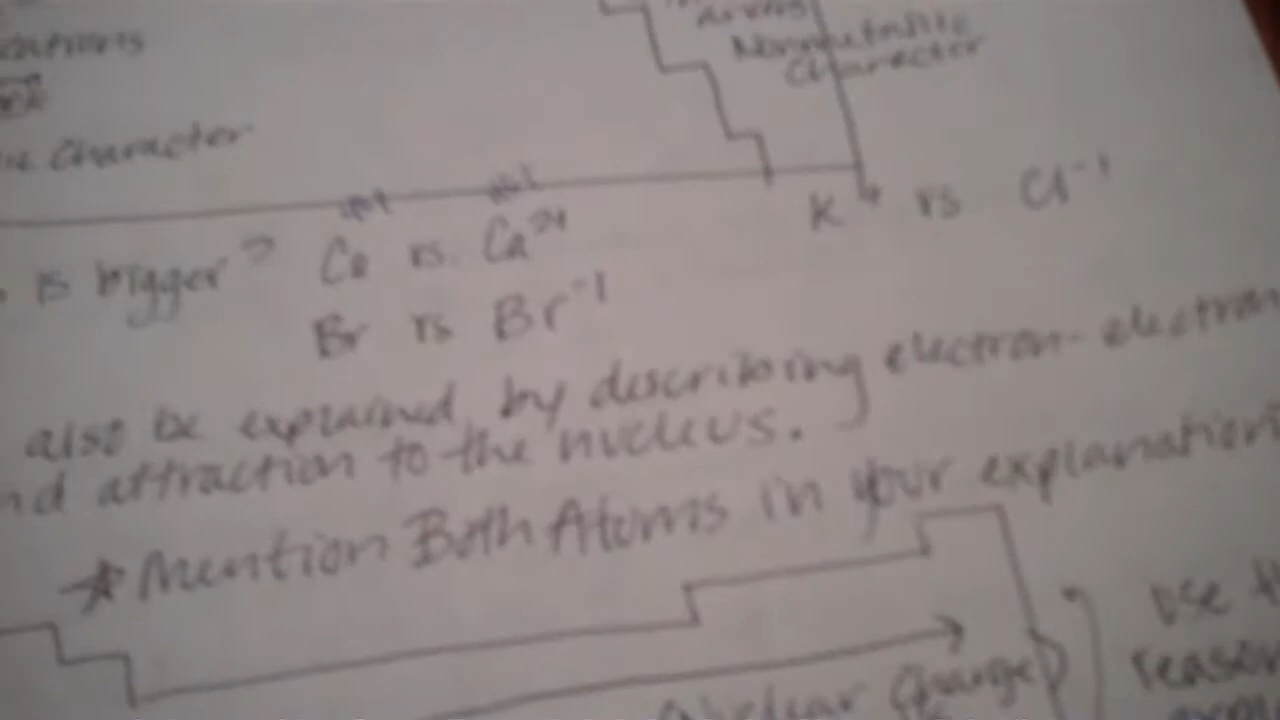 Nonmetallic
Character
Character
K+ vs Cl-1
is bigger? Ca vs. Ca2+
Br vs Br-1
also be explained by describing electron-electron
attraction to the nucleus.
* Mention Both Atoms in your explanation
Nuclear Charge
use